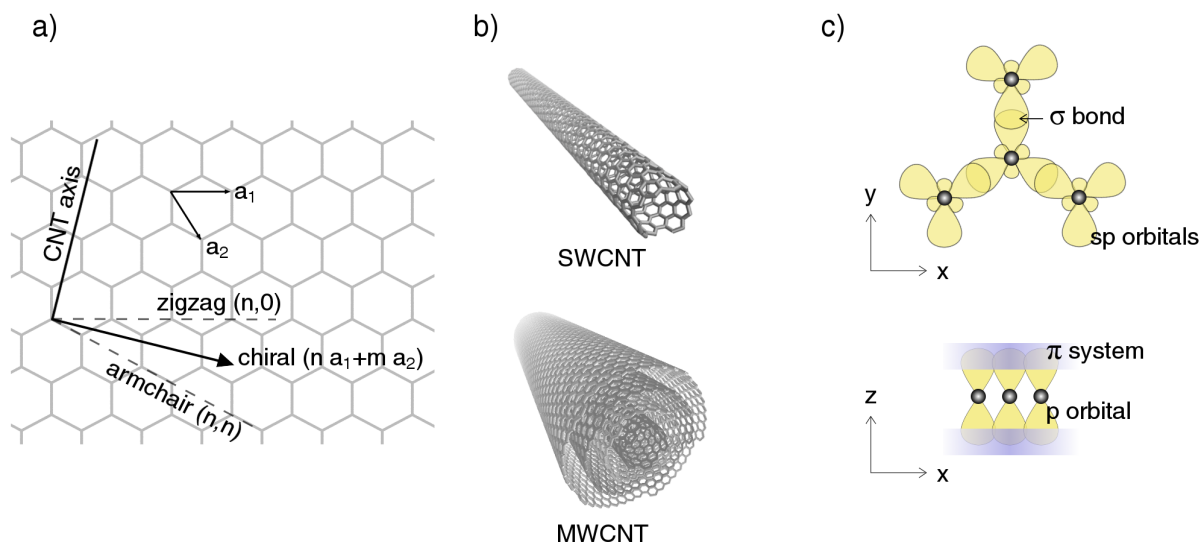 a)
CNT axis
a₁
a₂
zigzag (n,0)
chiral (n a₁+m a₂)
armchair (n,n)
b)
SWCNT
MWCNT
c)
σ bond
y
sp orbitals
x
π system
z
p orbital
x